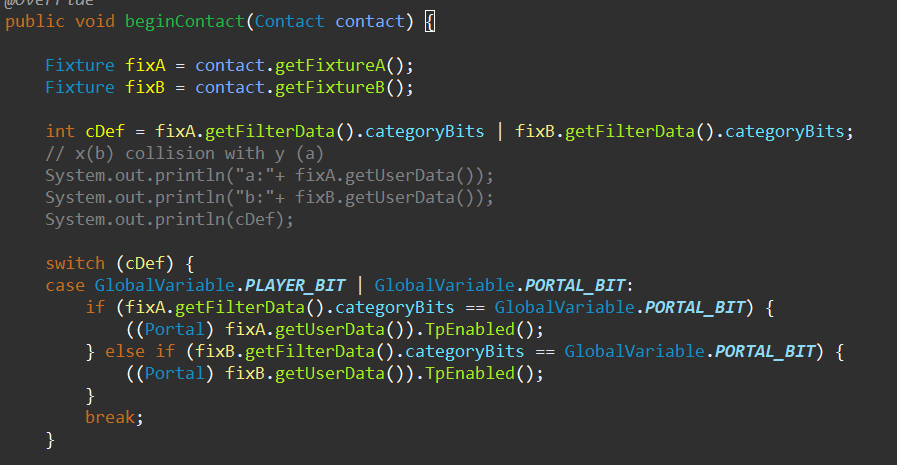 @Override
public void beginContact(Contact contact) {
Fixture fixA = contact.getFixtureA();
Fixture fixB = contact.getFixtureB();
int cDef = fixA.getFilterData().categoryBits | fixB.getFilterData().categoryBits;
// x(b) collision with y (a)
System.out.println("a:"+ fixA.getUserData());
System.out.println("b:"+ fixB.getUserData());
System.out.println(cDef);
switch (cDef) {
case GlobalVariable.PLAYER_BIT | GlobalVariable.PORTAL_BIT:
if (fixA.getFilterData().categoryBits == GlobalVariable.PORTAL_BIT) {
((Portal) fixA.getUserData()).TpEnabled();
} else if (fixB.getFilterData().categoryBits == GlobalVariable.PORTAL_BIT) {
((Portal) fixB.getUserData()).TpEnabled();
}
break;
}